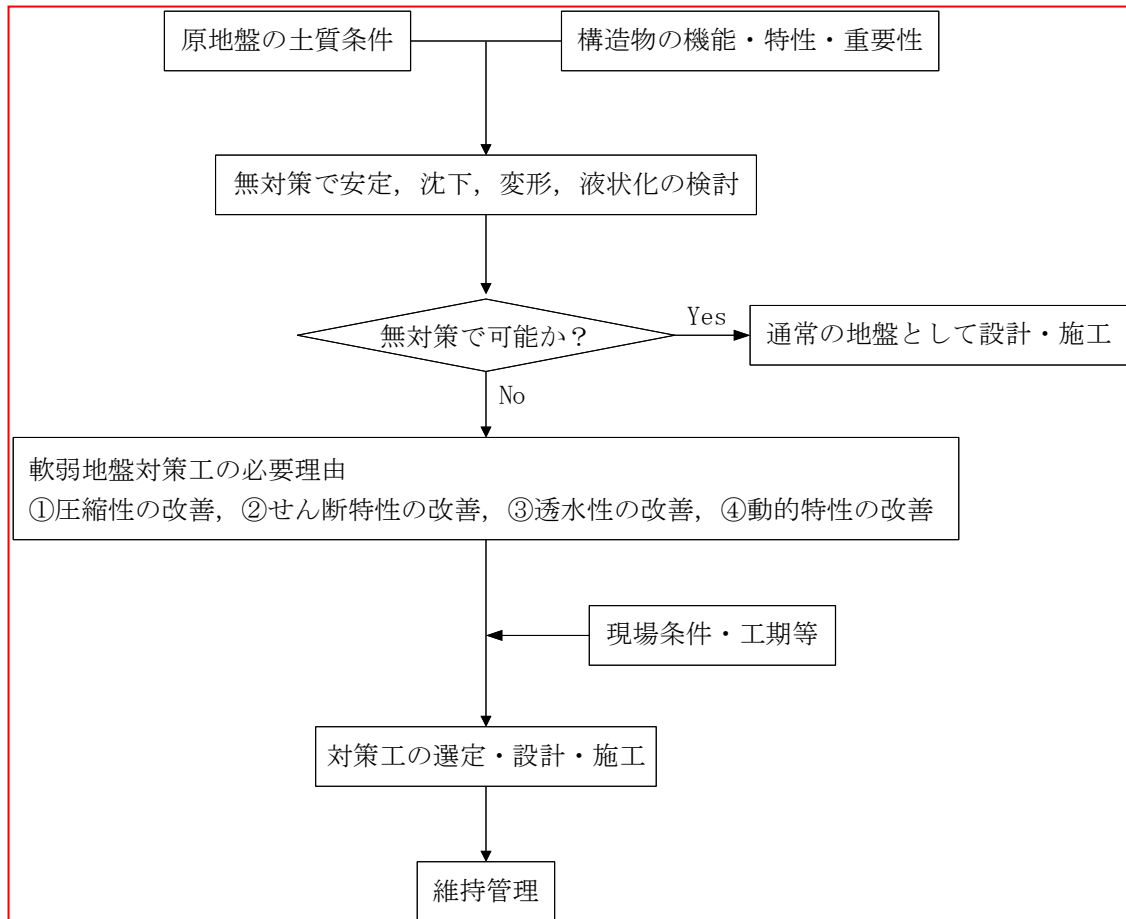 原地盤の土質条件
構造物の機能・特性・重要性
無対策で安定，沈下，変形，液状化の検討
無対策で可能か？
Yes
通常の地盤として設計・施工
No
軟弱地盤対策工の必要理由
①圧縮性の改善，②せん断特性の改善，③透水性の改善，④動的特性の改善
現場条件・工期等
対策工の選定・設計・施工
維持管理